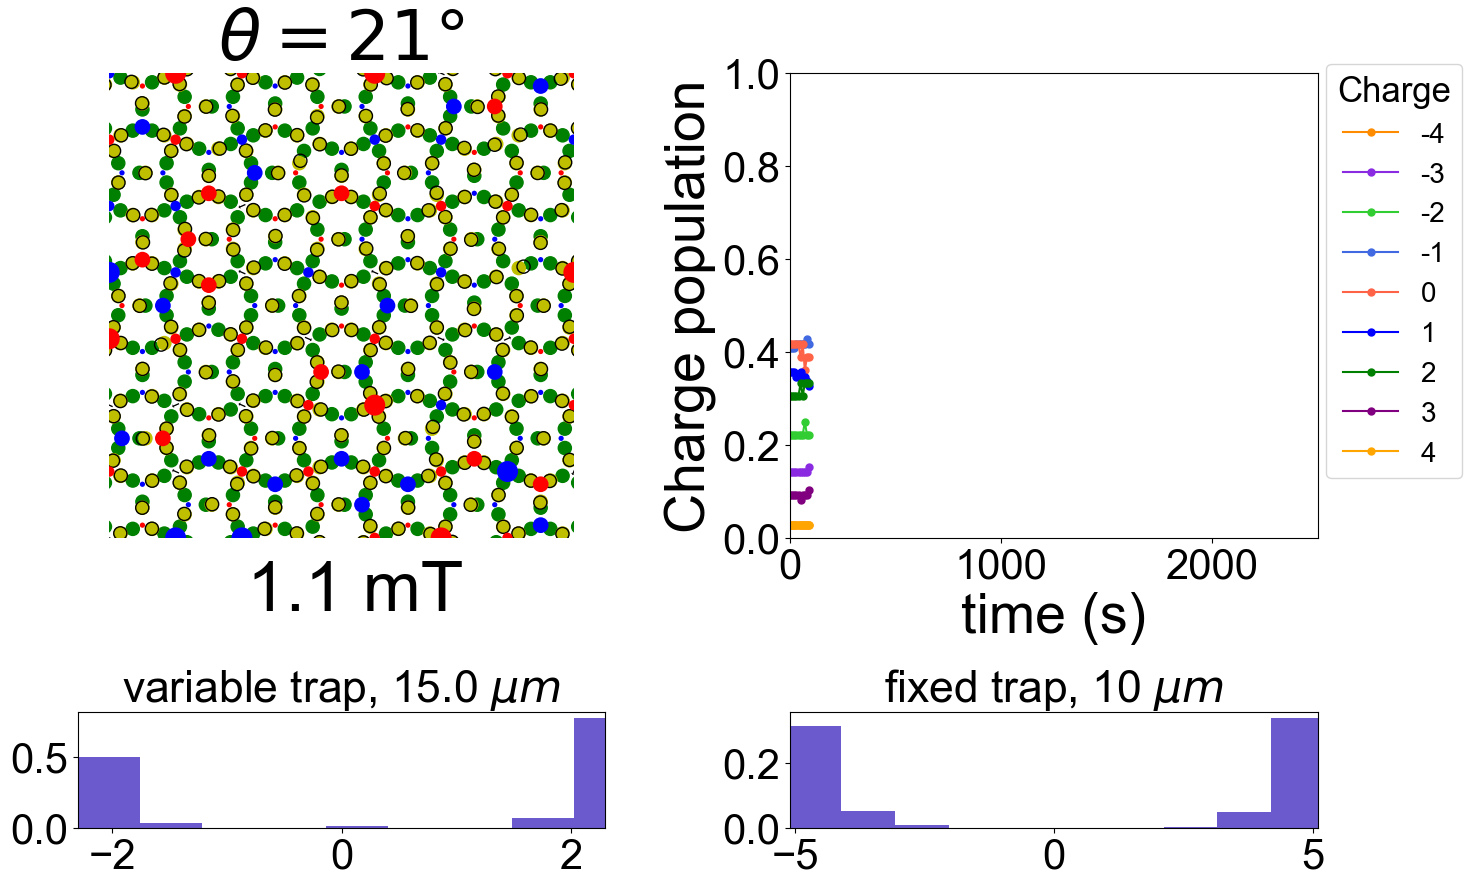 θ = 21°
1.1 mT
Charge population
1.0
0.8
0.6
0.4
0.2
0.0
0 1000 2000
time (s)
Charge
-4
-3
-2
-1
0
1
2
3
4
variable trap, 15.0 μm
0.5
0.0
−2 0 2
fixed trap, 10 μm
0.2
0.0
−5 0 5